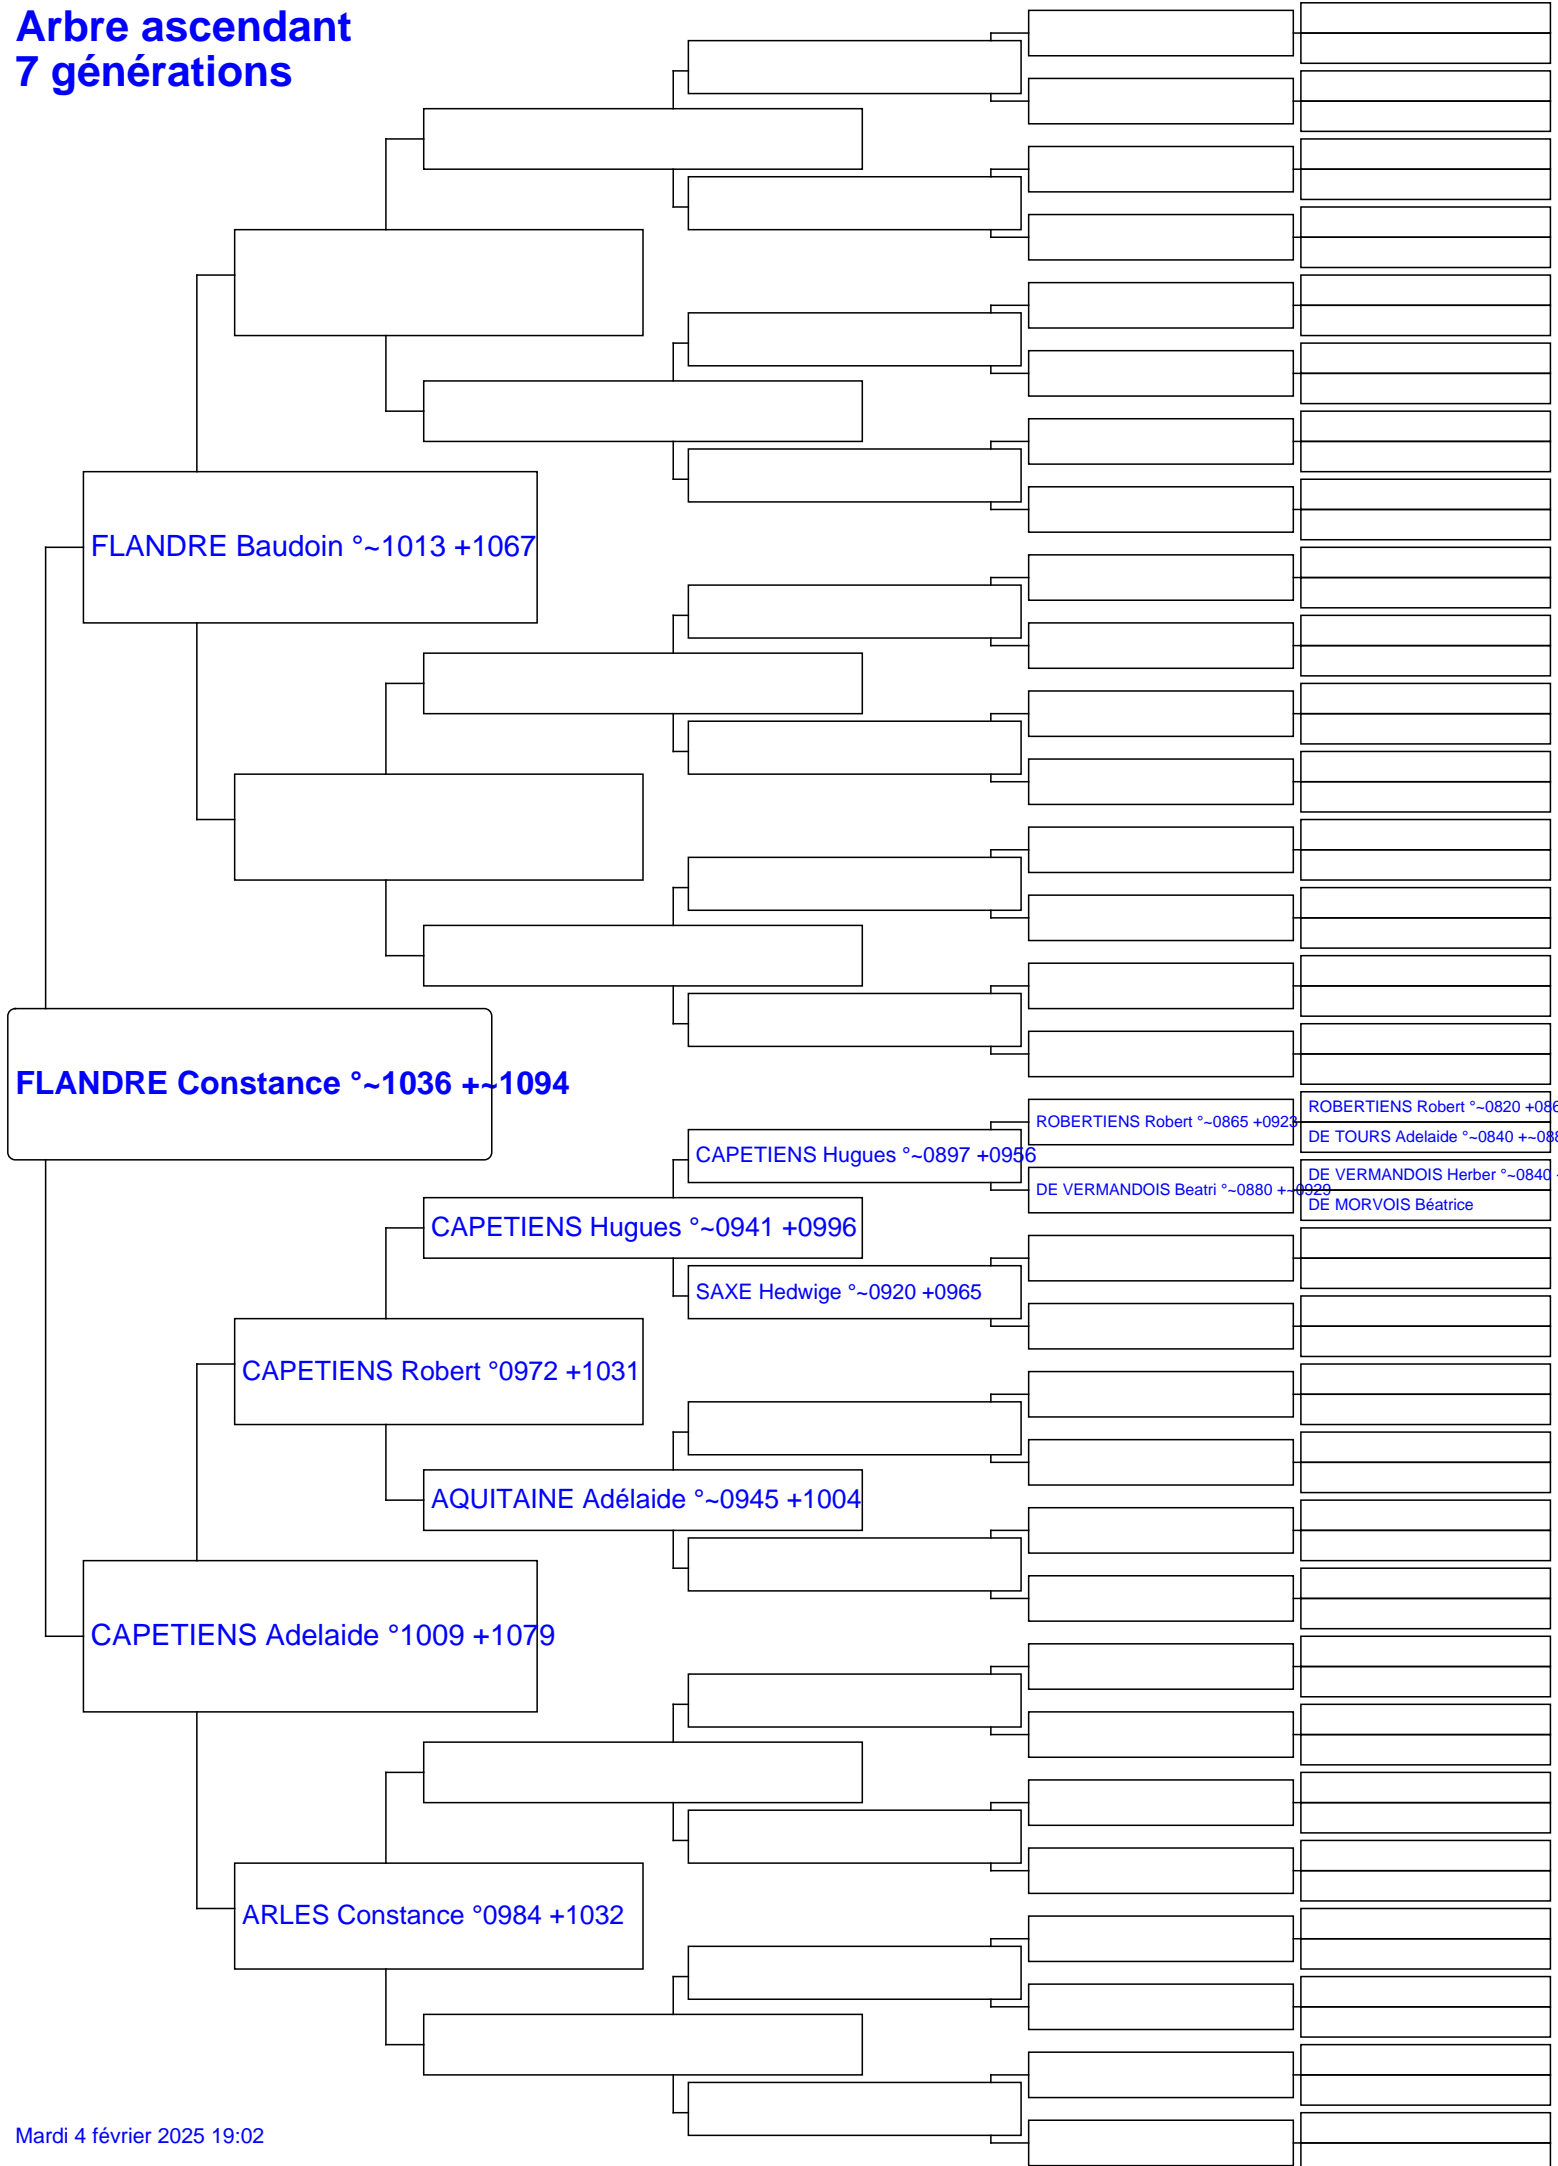 Arbre ascendant
7 générations
FLANDRE Baudoin °~1013 +1067
FLANDRE Constance °~1036 +~1094
ROBERTIENS Robert °~0820 +086
ROBERTIENS Robert °~0865 +0923
DE TOURS Adelaide °~0840 +~088
CAPETIENS Hugues °~0897 +0956
DE VERMANDOIS Herber °~0840
DE VERMANDOIS Beatri °~0880 +~0929
DE MORVOIS Béatrice
CAPETIENS Hugues °~0941 +0996
SAXE Hedwige °~0920 +0965
CAPETIENS Robert °0972 +1031
AQUITAINE Adélaide °~0945 +1004
CAPETIENS Adelaide °1009 +1079
ARLES Constance °0984 +1032
Mardi 4 février 2025 19:02